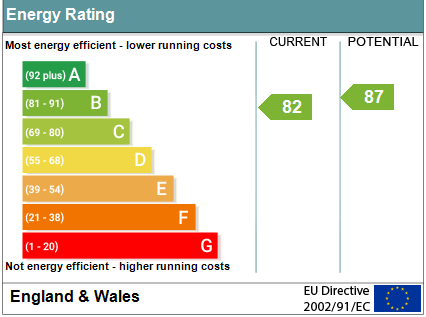 Energy Rating
Most energy efficient - lower running costs
CURRENT
POTENTIAL
(92 plus) A
(81 - 91) B
(69 - 80) C
(55 - 68) D
(39 - 54) E
(21 - 38) F
(1 - 20) G
82
87
Not energy efficient - higher running costs
England & Wales
EU Directive
2002/91/EC